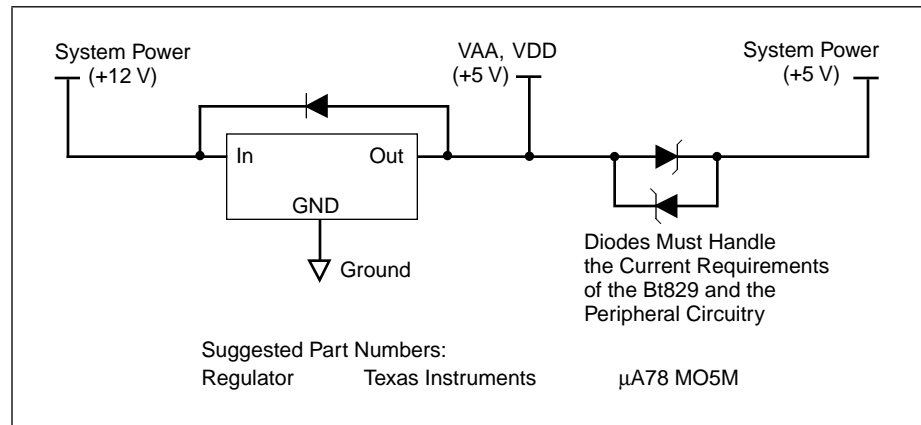 System Power
(+12 V)
VAA, VDD
(+5 V)
System Power
(+5 V)
In
Out
GND
Ground
Diodes Must Handle
the Current Requirements
of the Bt829 and the
Peripheral Circuitry
Suggested Part Numbers:
Regulator Texas Instruments μA78 MO5M